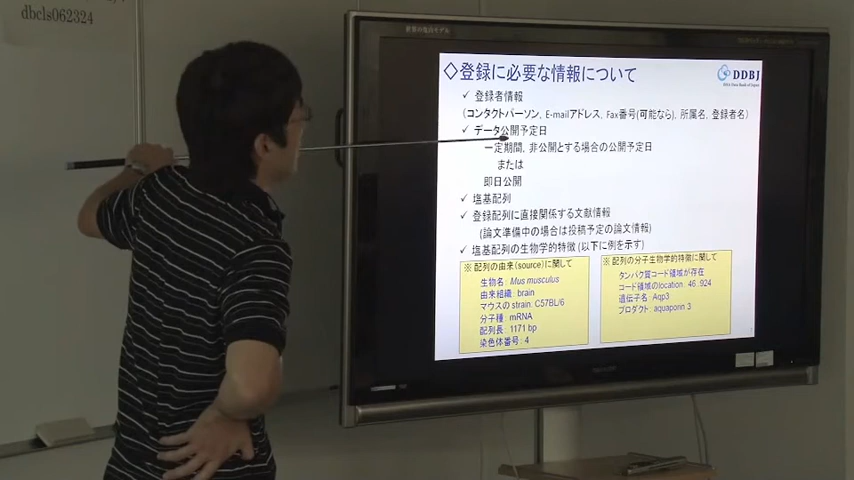 dbcls062324
◇登録に必要な情報について
DDBJ
✓ 登録者情報
(コンタクトパーソン, E-mailアドレス, Fax番号(可能なら), 所属名, 登録者名)
✓ データ公開予定日
一定期間, 非公開とする場合の公開予定日
または
即日公開
✓ 塩基配列
✓ 登録配列に直接関係する文献情報
(論文準備中の場合は投稿予定の論文情報)
✓ 塩基配列の生物学的特徴 (以下に例を示す)
※ 配列の由来(source)に関して
生物名: Mus musculus
由来組織: brain
マウスの strain: C57BL/6
分子種: mRNA
配列長: 1171 bp
染色体番号: 4
※ 配列の分子生物学的特徴に関して
タンパク質コード領域が存在
コード領域のlocation: 46..924
遺伝子名: Aqp3
プロダクト: aquaporin 3